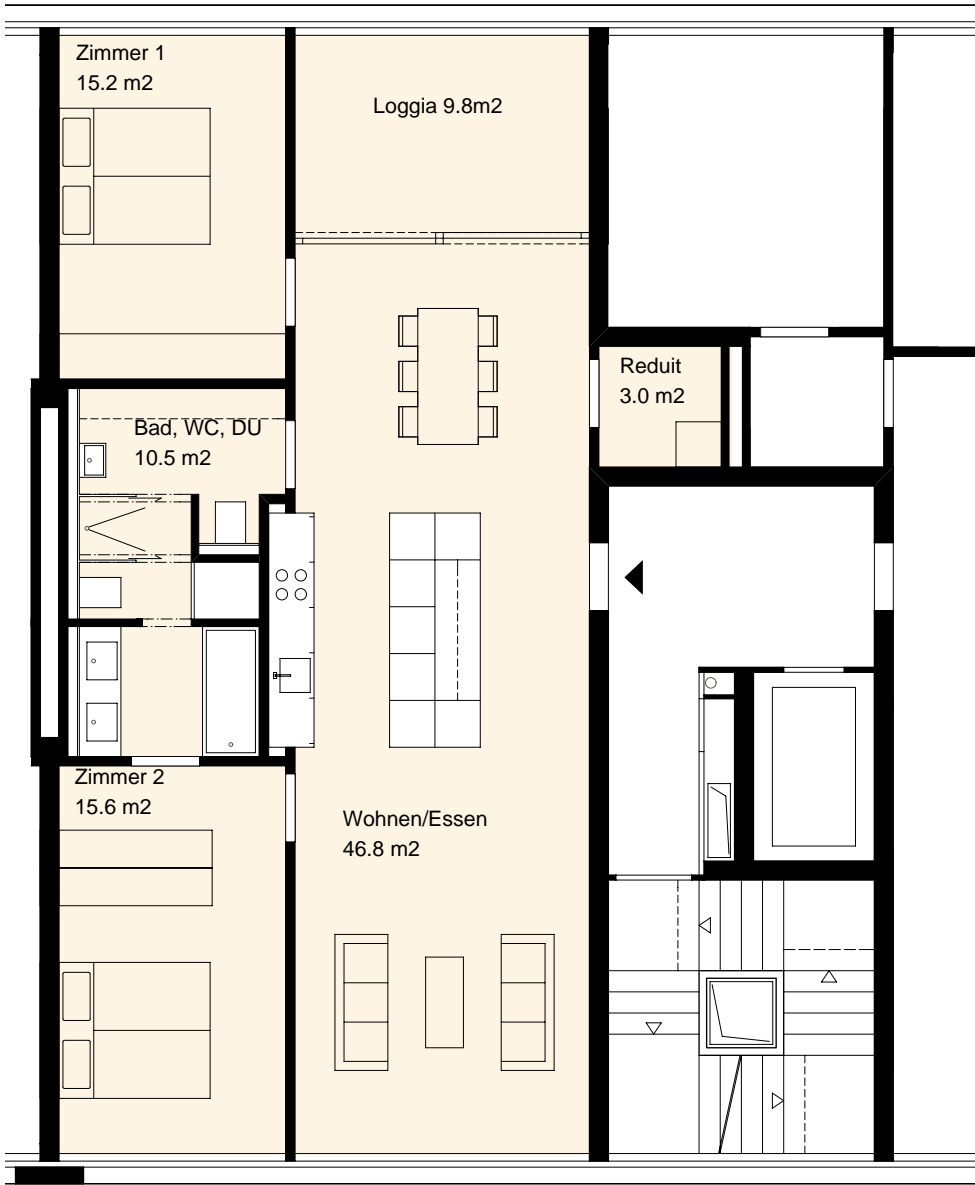 Zimmer 1
15.2 m2
Loggia 9.8m2
Reduit
3.0 m2
Bad, WC, DU
10.5 m2
Zimmer 2
15.6 m2
Wohnen/Essen
46.8 m2